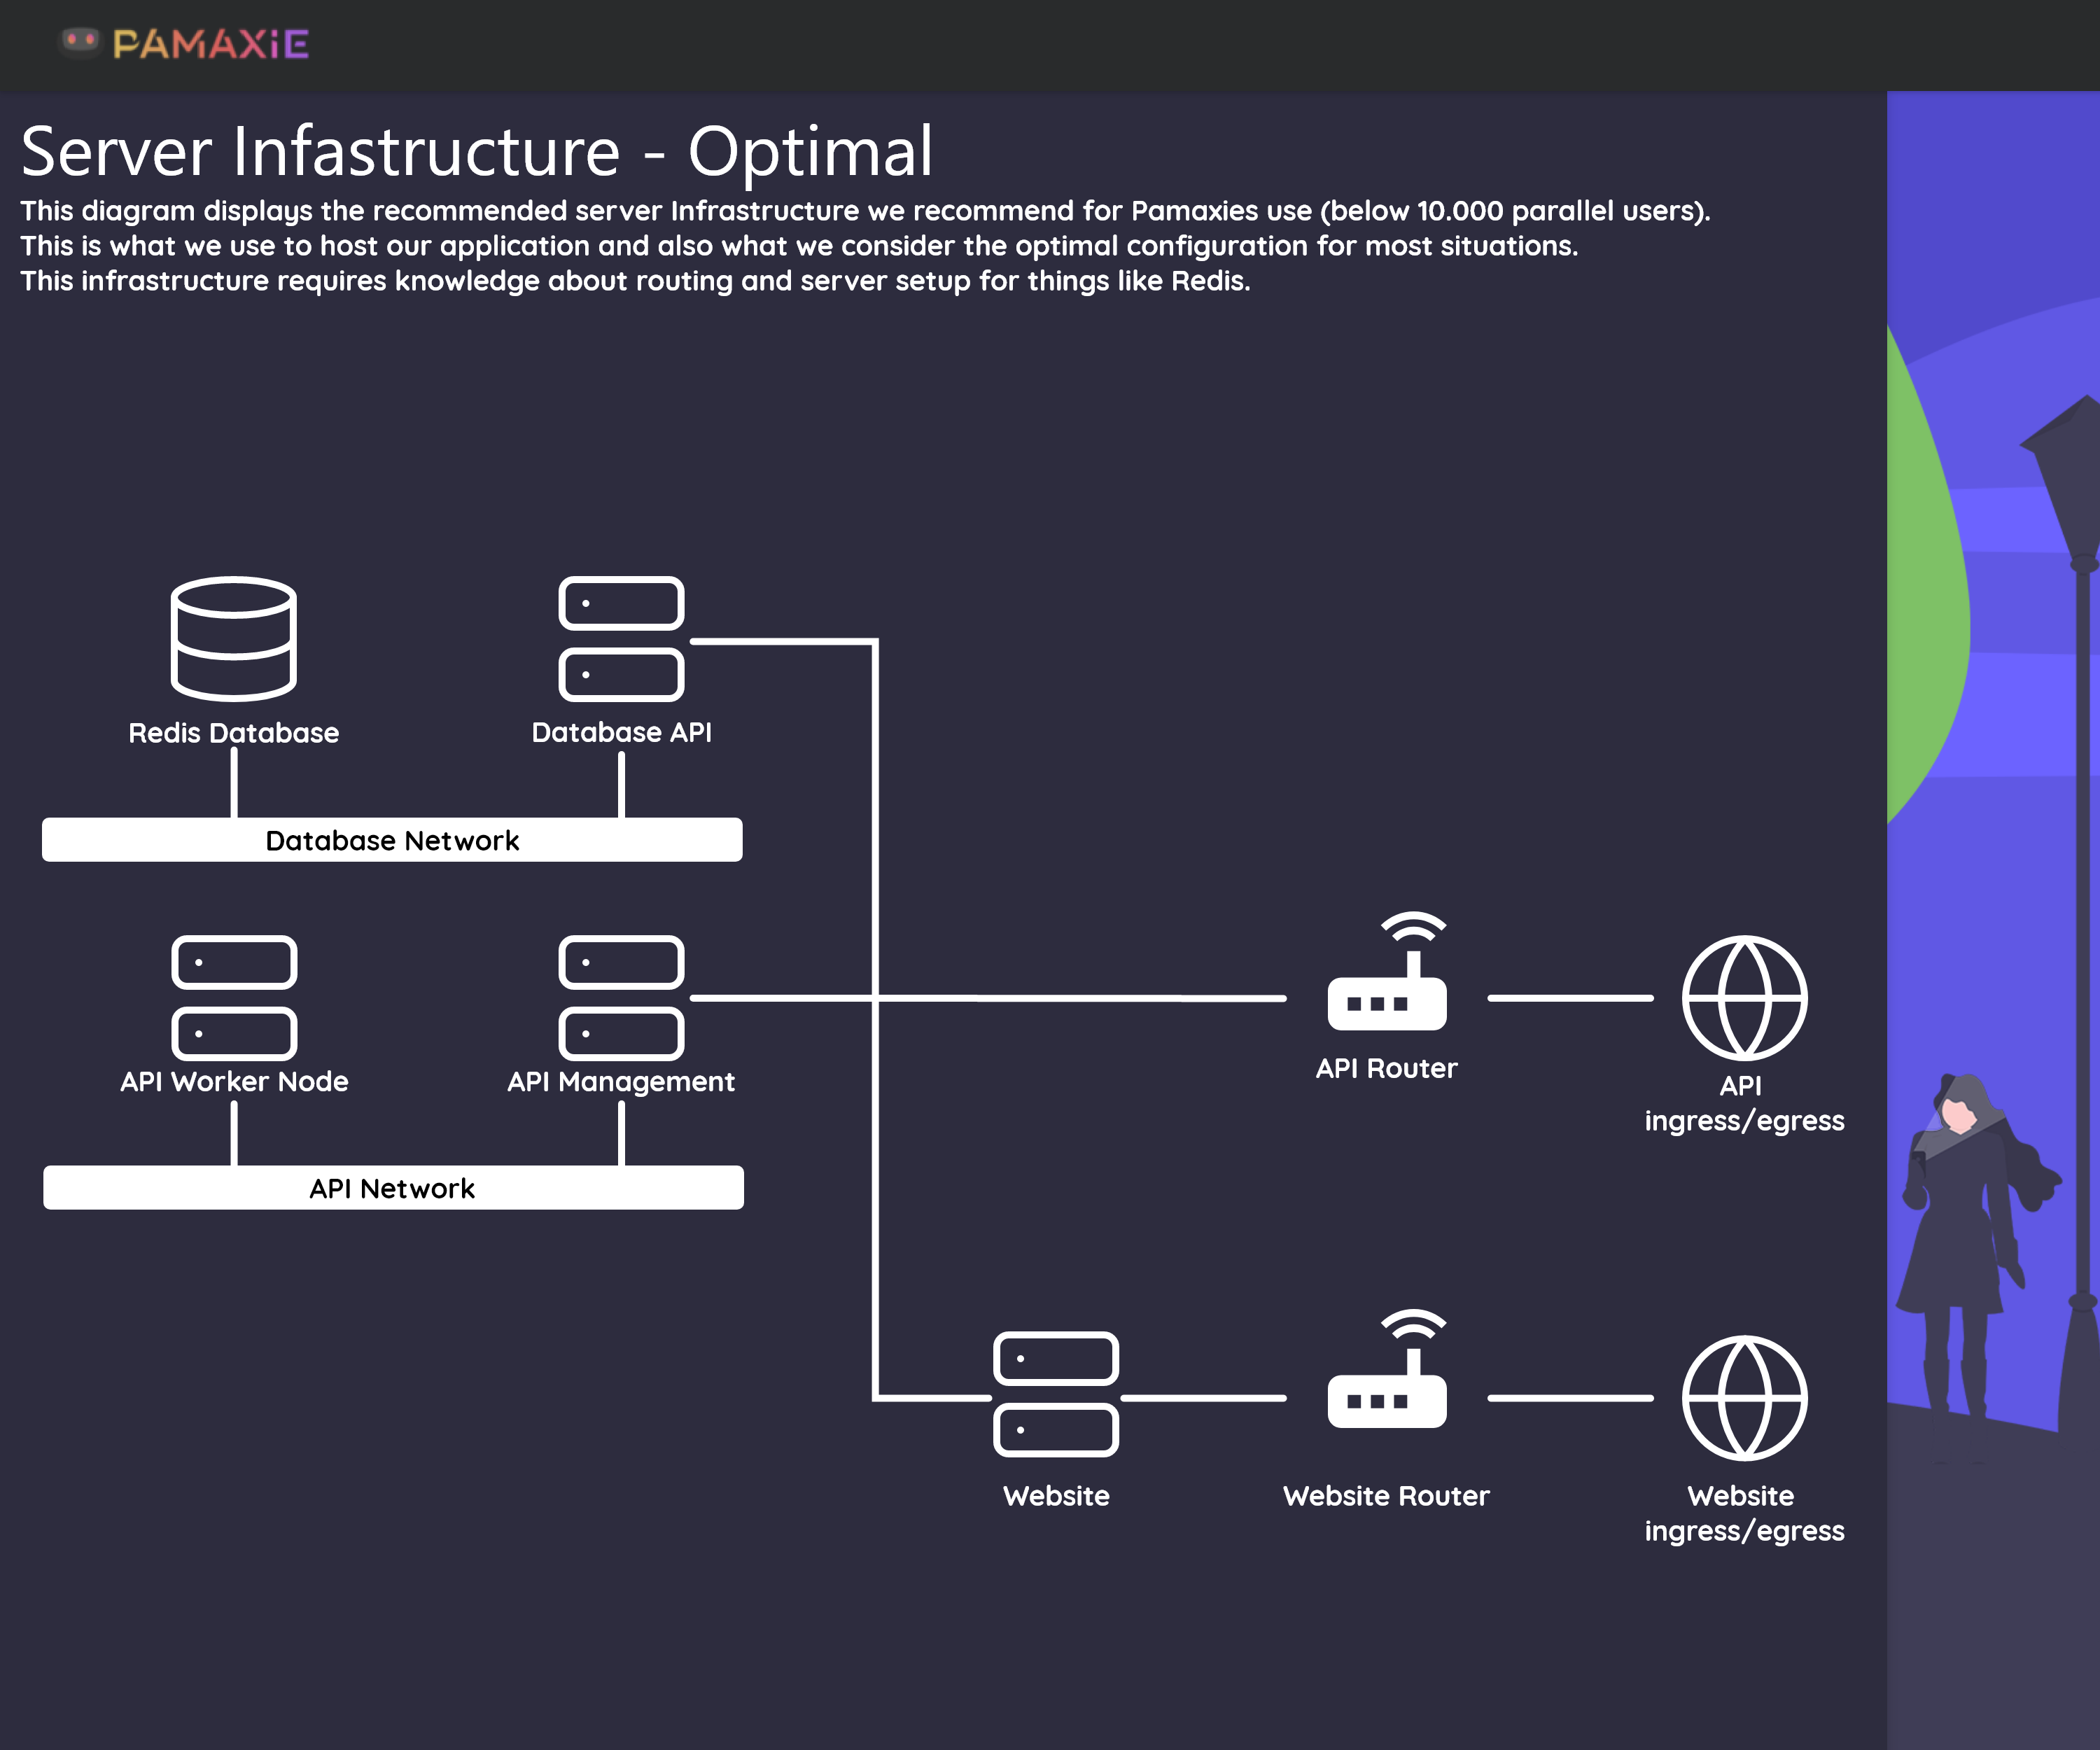 PAMAXiE
Server Infastructure - Optimal
This diagram displays the recommended server Infrastructure we recommend for Pamaxies use (below 10.000 parallel users).
This is what we use to host our application and also what we consider the optimal configuration for most situations.
This infrastructure requires knowledge about routing and server setup for things like Redis.
Redis Database
Database API
Database Network
API Worker Node
API Management
API Network
API Router
API
ingress/egress
Website
Website Router
Website
ingress/egress